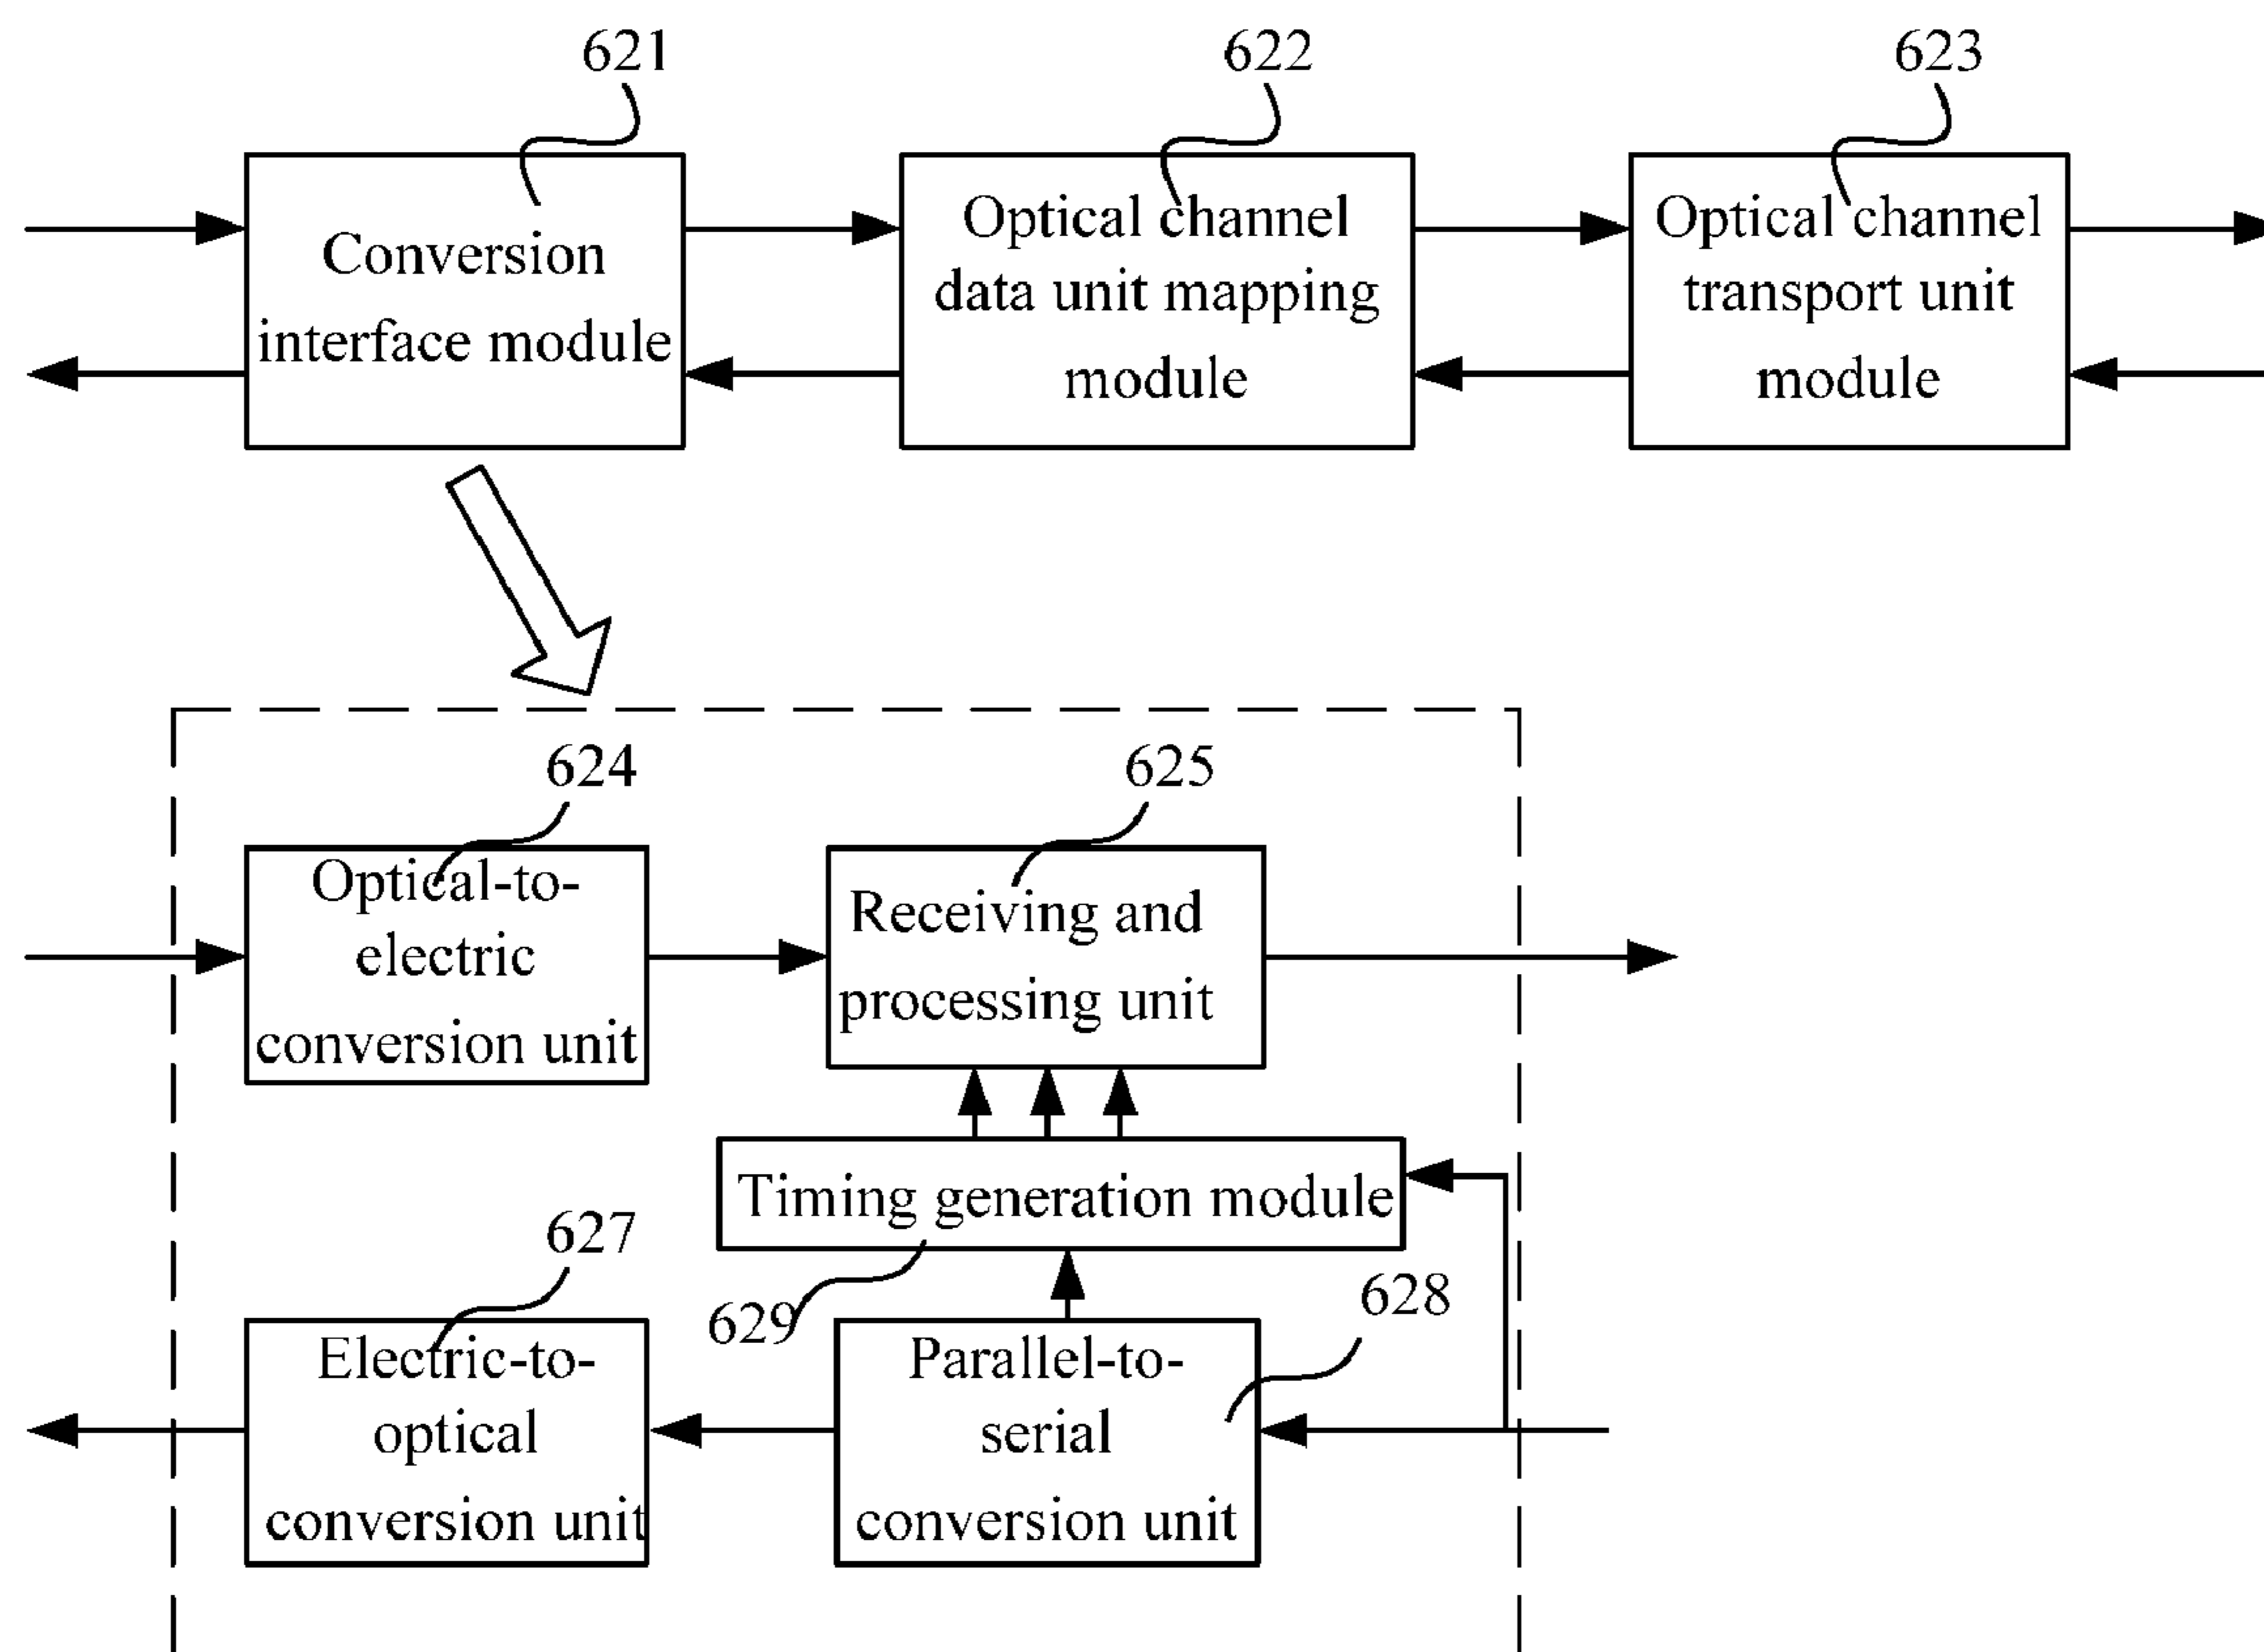 621
622
623
Conversion
interface module
Optical channel
data unit mapping
module
Optical channel
transport unit
module
624
625
Optical-to-
electric
conversion unit
Receiving and
processing unit
Timing generation module
627
628
629
Electric-to-
optical
conversion unit
Parallel-to-
serial
conversion unit